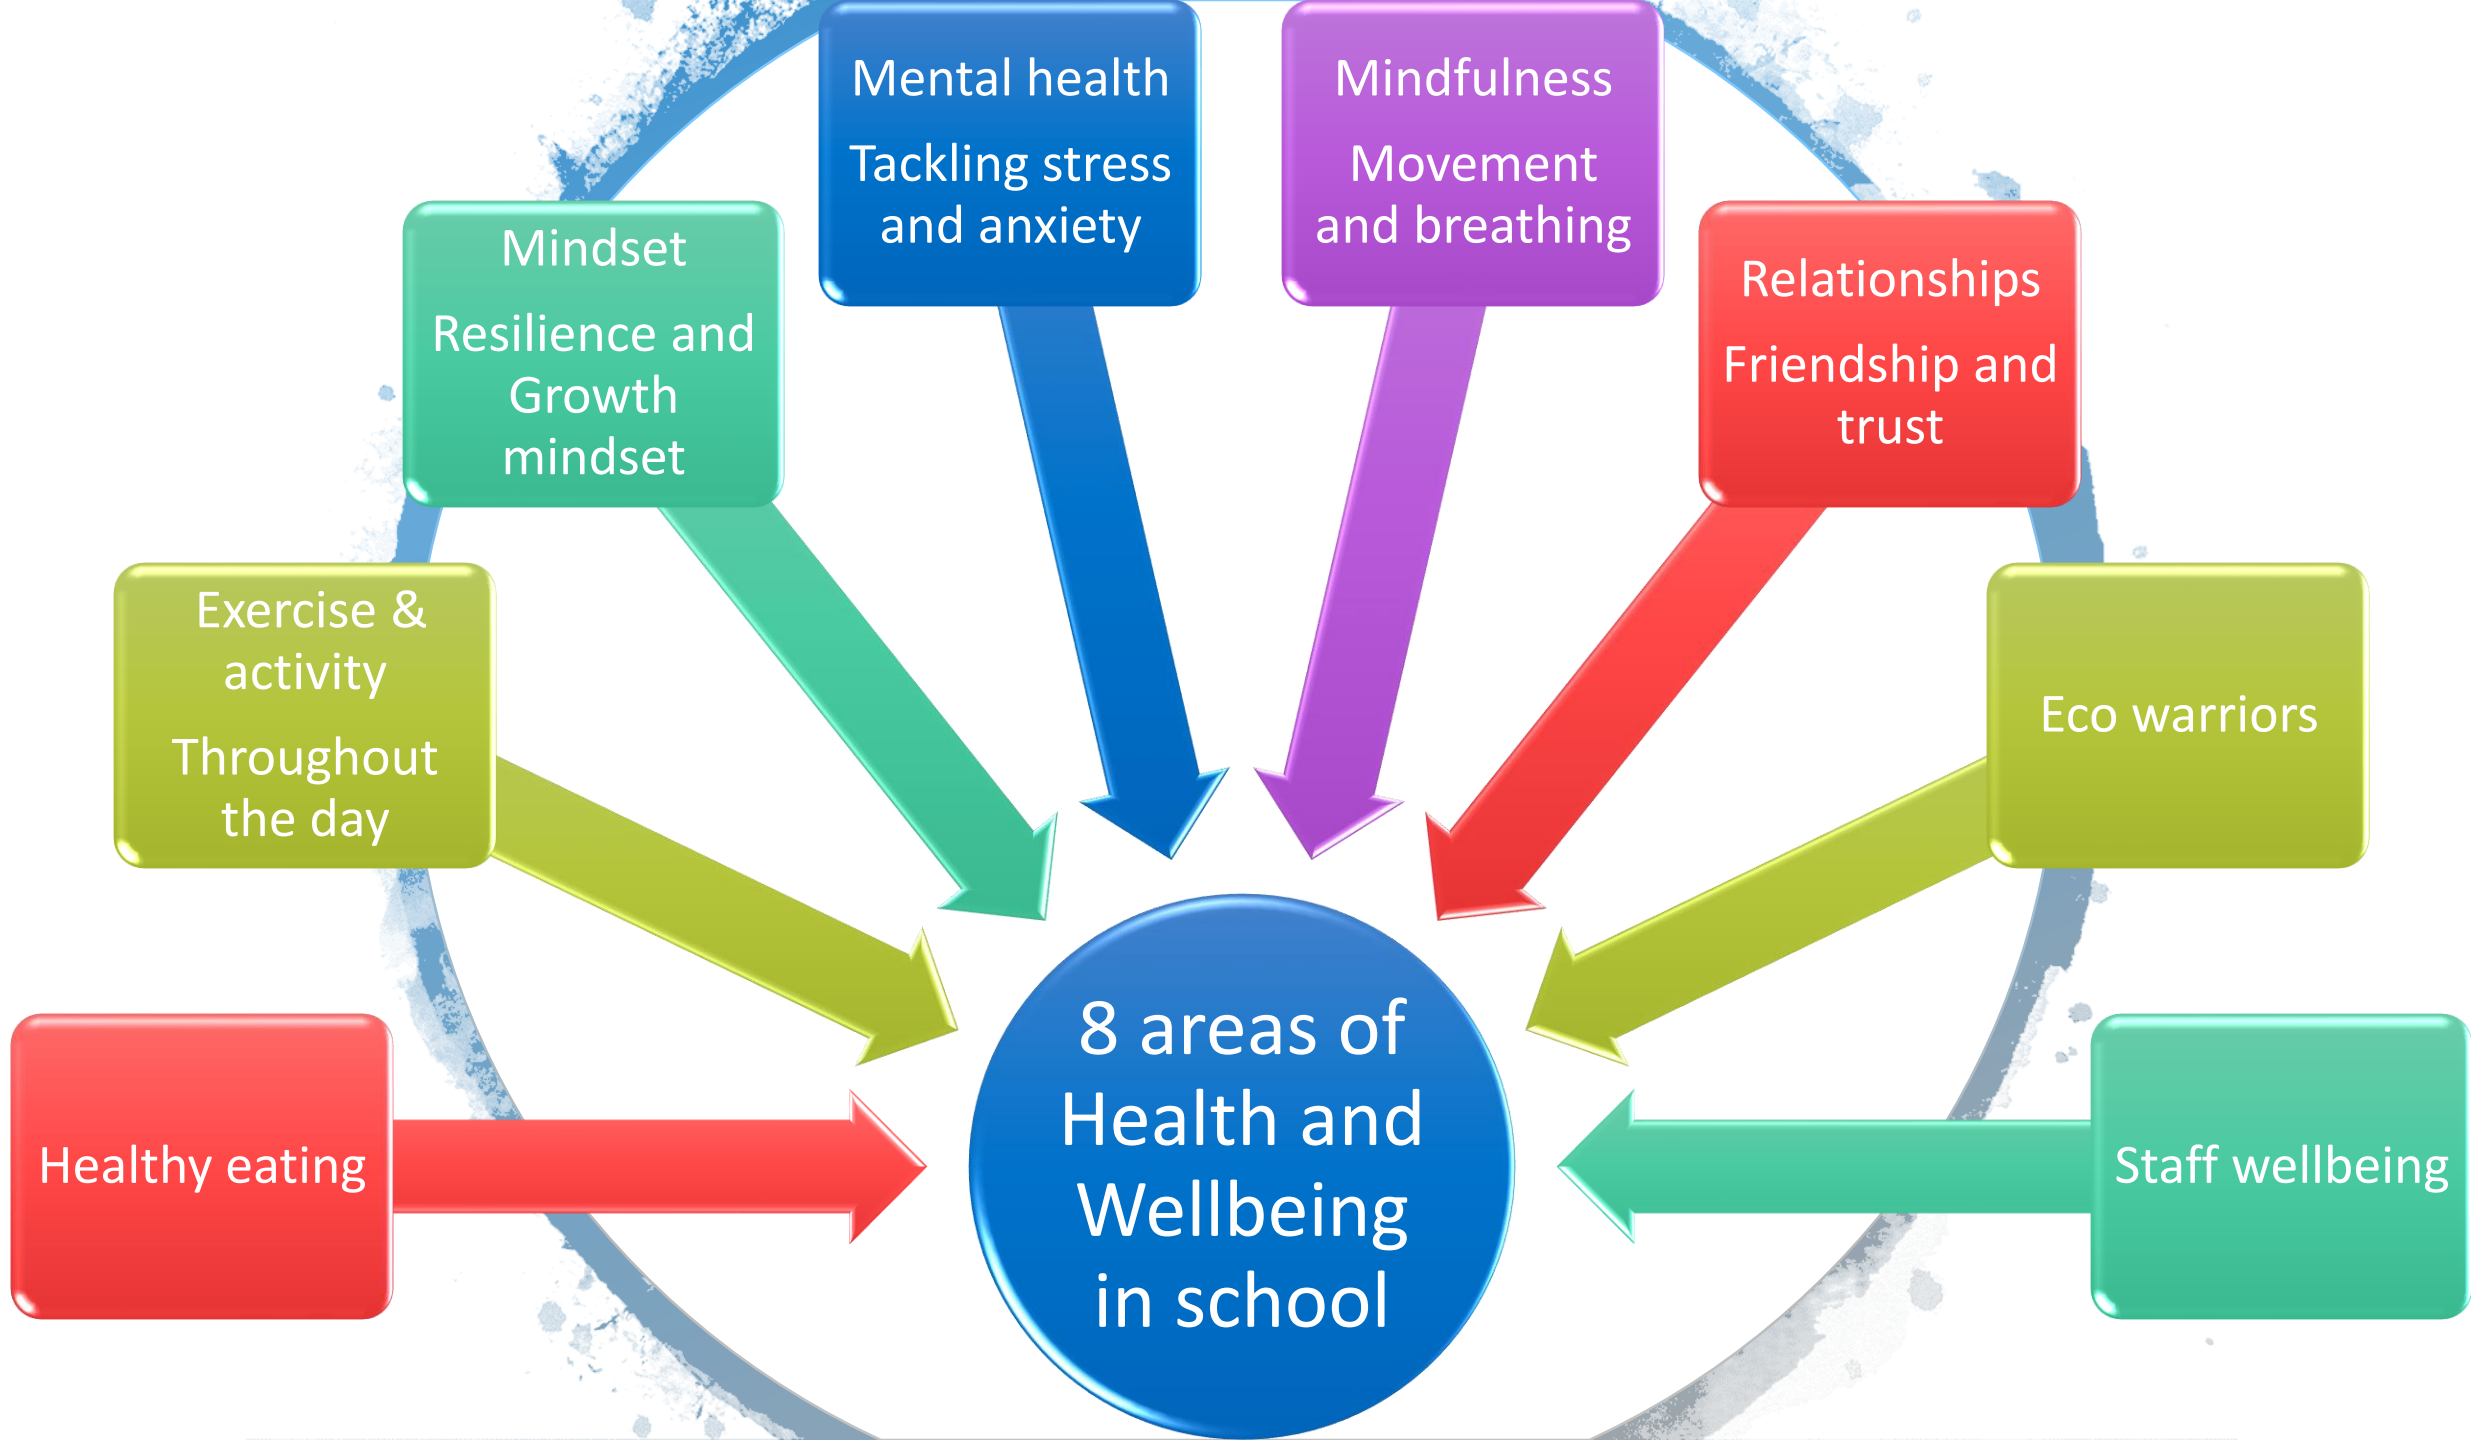 Mental health
Tackling stress
and anxiety
Mindfulness
Movement
and breathing
Mindset
Resilience and
Growth
mindset
Relationships
Friendship and
trust
Exercise &
activity
Throughout
the day
Eco warriors
Healthy eating
8 areas of
Health and
Wellbeing
in school
Staff wellbeing